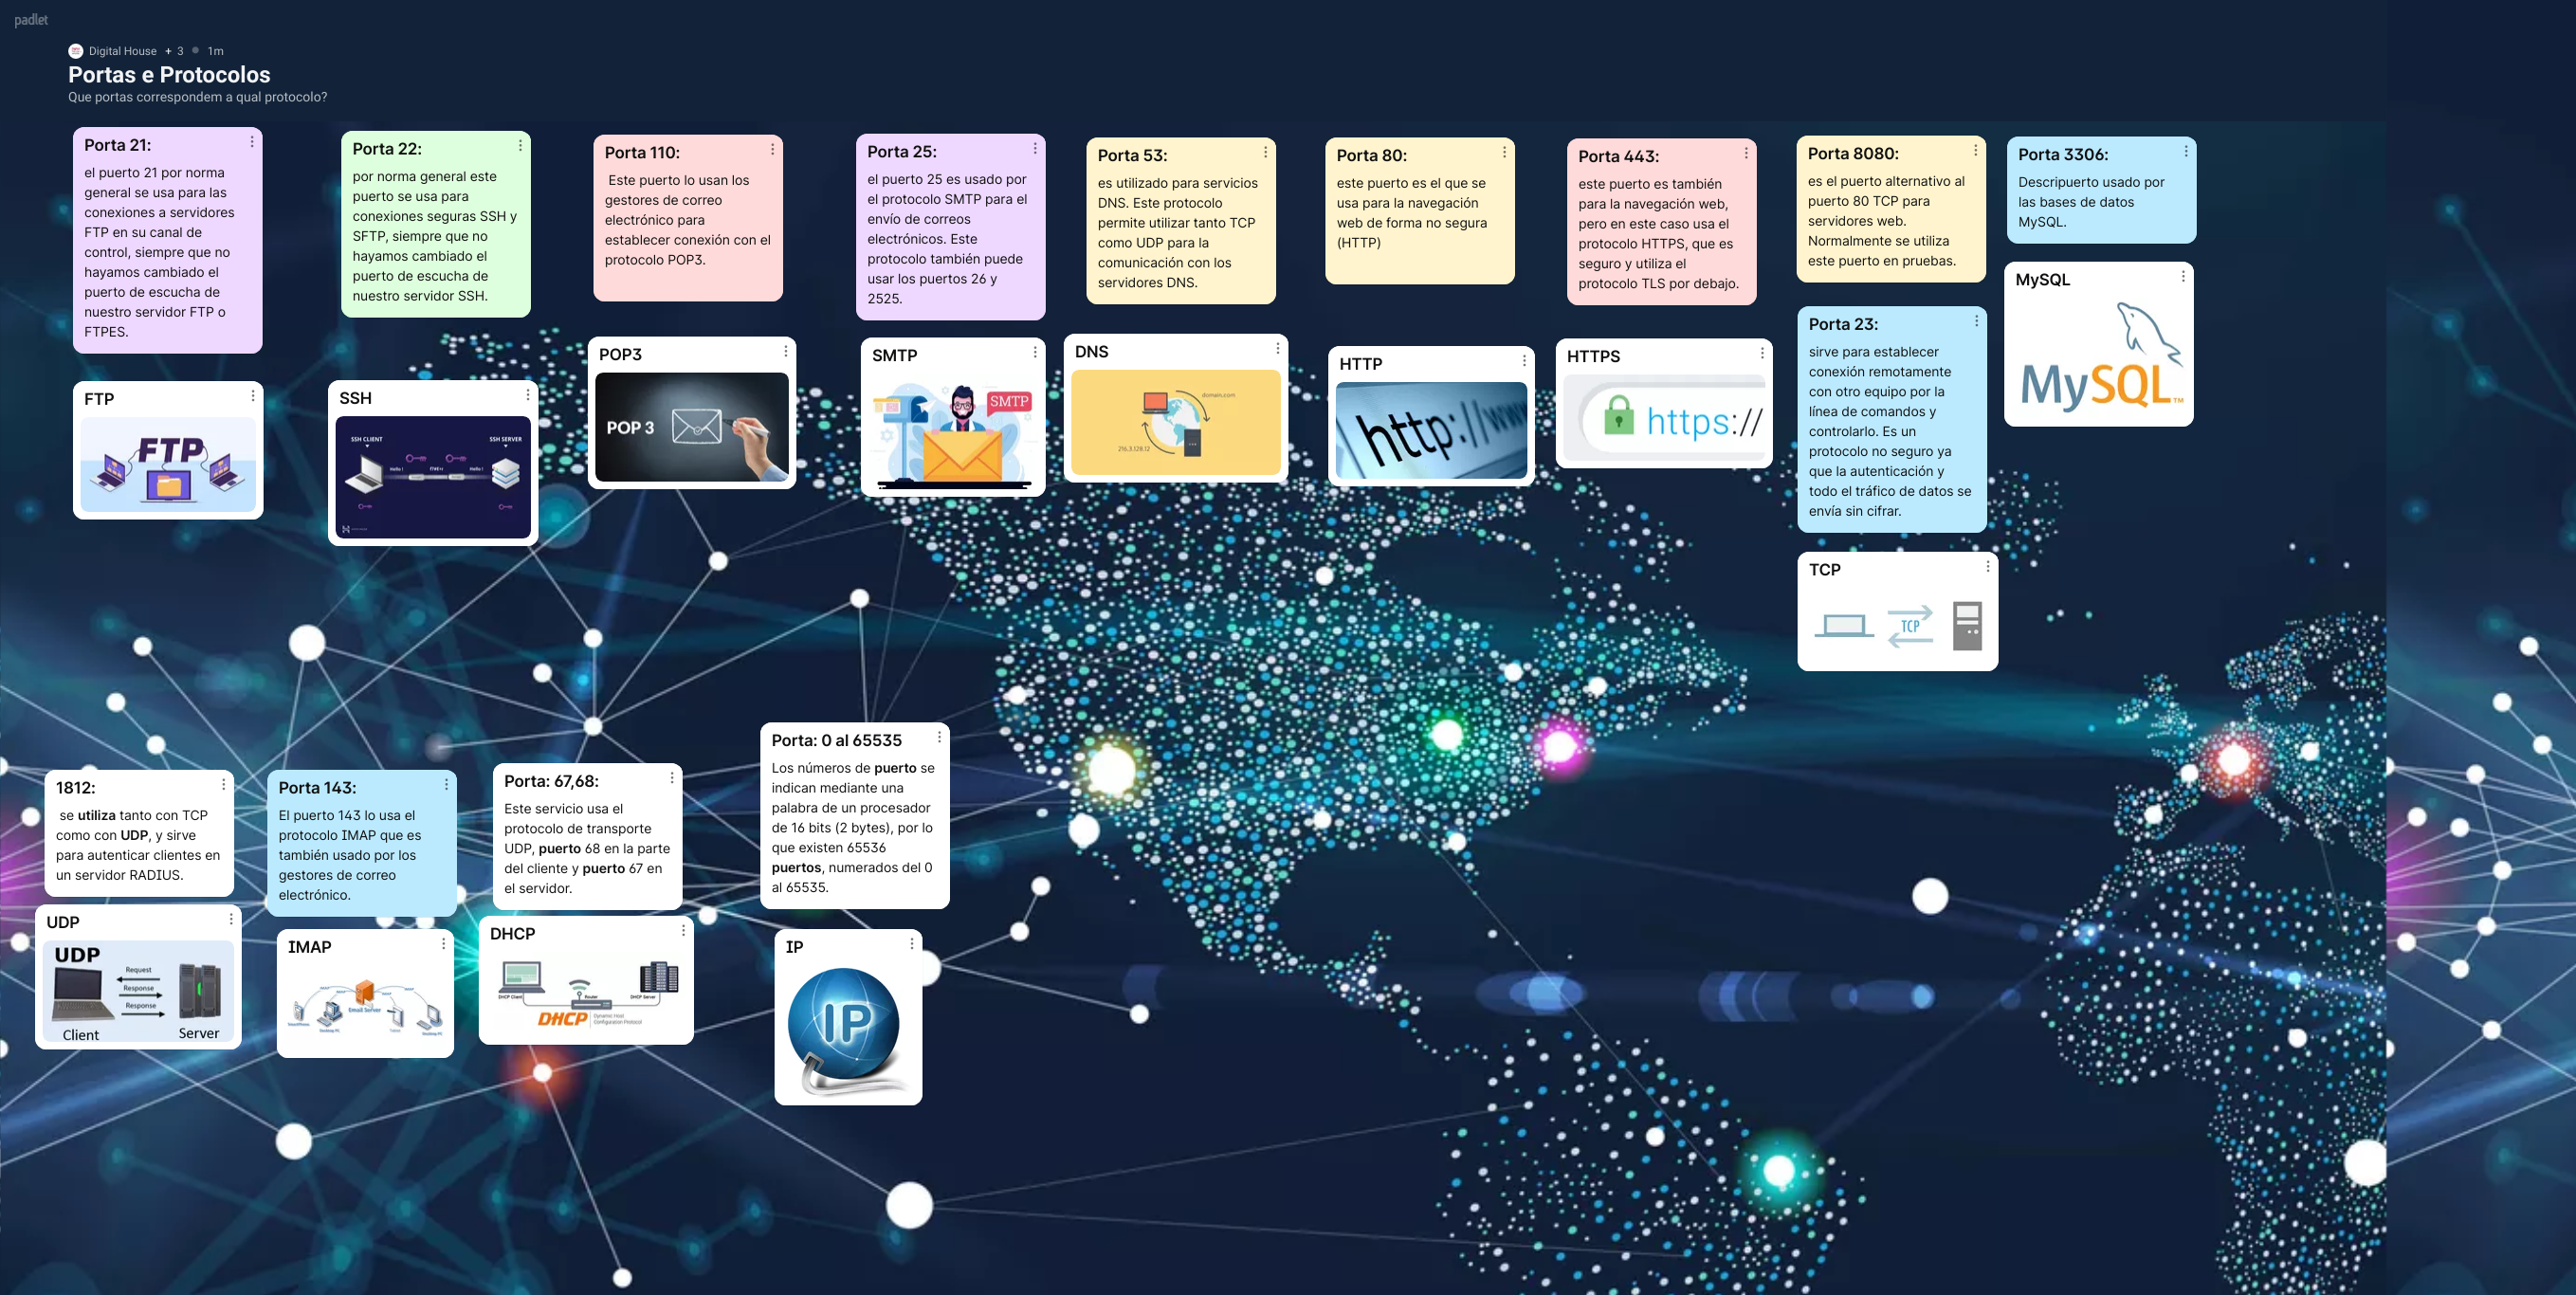 padlet
Digital House + 3 1m
Portas e Protocolos
Que portas correspondem a qual protocolo?
Porta 21:
el puerto 21 por norma
general se usa para las
conexiones a servidores
FTP en su canal de
control, siempre que no
hayamos cambiado el
puerto de escucha de
nuestro servidor FTP o
FTPES.
FTP
FTP
Porta 22:
por norma general este
puerto se usa para
conexiones seguras SSH y
SFTP, siempre que no
hayamos cambiado el
puerto de escucha de
nuestro servidor SSH.
SSH
SSH CLIENT
SSH SERVER
Porta 110:
Este puerto lo usan los
gestores de correo
electrónico para
establecer conexión con el
protocolo POP3.
POP3
POP 3
Porta 25:
el puerto 25 es usado por
el protocolo SMTP para el
envío de correos
electrónicos. Este
protocolo también puede
usar los puertos 26 y
2525.
SMTP
SMTP
Porta 53:
es utilizado para servicios
DNS. Este protocolo
permite utilizar tanto TCP
como UDP para la
comunicación con los
servidores DNS.
DNS
domain.com
216.3.128.12
Porta 80:
este puerto es el que se
usa para la navegación
web de forma no segura
(HTTP)
HTTP
http://www
Porta 443:
este puerto es también
para la navegación web,
pero en este caso usa el
protocolo HTTPS, que es
seguro y utiliza el
protocolo TLS por debajo.
HTTPS
https://
Porta 8080:
es el puerto alternativo al
puerto 80 TCP para
servidores web.
Normalmente se utiliza
este puerto en pruebas.
Porta 23:
sirve para establecer
conexión remotamente
con otro equipo por la
línea de comandos y
controlarlo. Es un
protocolo no seguro ya
que la autenticación y
todo el tráfico de datos se
envía sin cifrar.
TCP
TCP
Porta 3306:
Descripuerto usado por
las bases de datos
MySQL.
MySQL
MySQL™
1812:
se utiliza tanto con TCP
como con UDP, y sirve
para autenticar clientes en
un servidor RADIUS.
UDP
UDP
Request
Response
Response
Client
Server
Porta 143:
El puerto 143 lo usa el
protocolo IMAP que es
también usado por los
gestores de correo
electrónico.
IMAP
Email Server
Porta: 67,68:
Este servicio usa el
protocolo de transporte
UDP, puerto 68 en la parte
del cliente y puerto 67 en
el servidor.
DHCP
DHCP Client
Router
DHCP Server
DHCP
Dynamic Host
Configuration Protocol
Porta: 0 al 65535
Los números de puerto se
indican mediante una
palabra de un procesador
de 16 bits (2 bytes), por lo
que existen 65536
puertos, numerados del 0
al 65535.
IP
IP